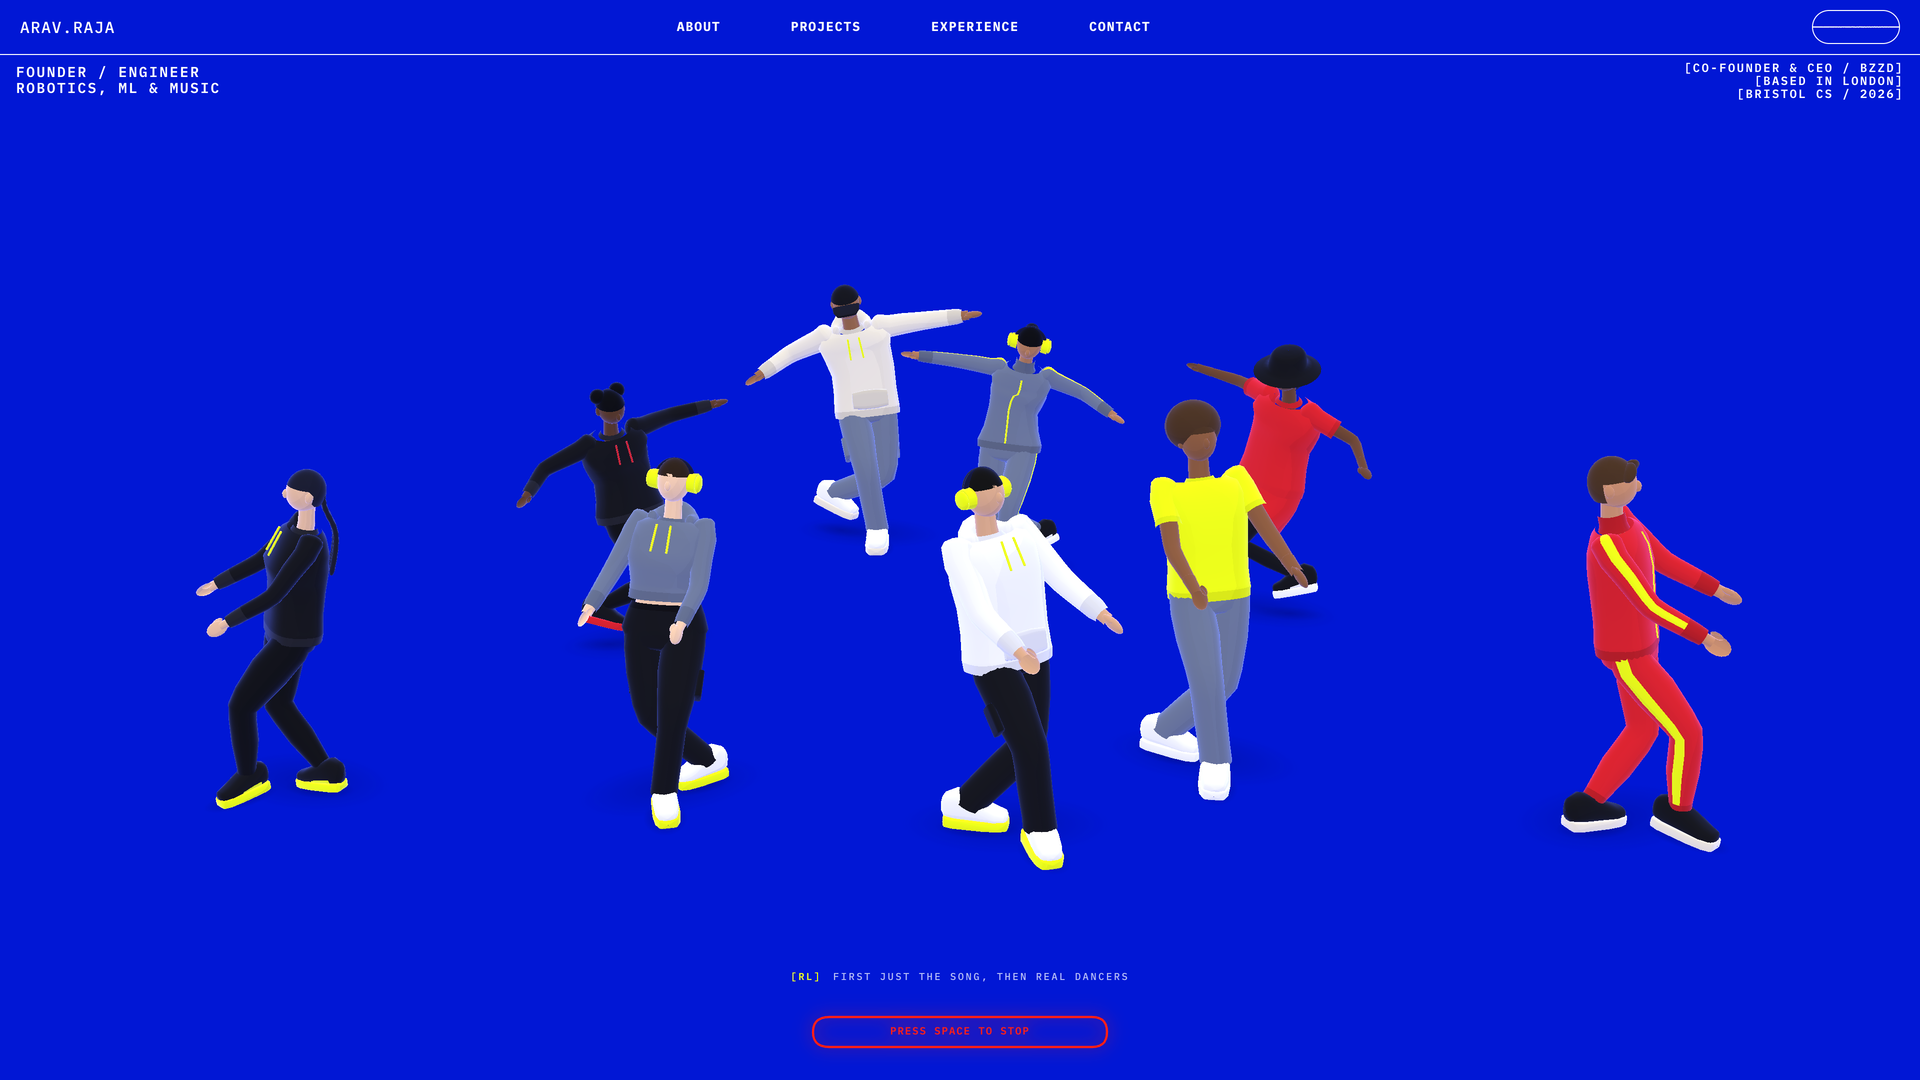 ARAV.RAJA
ABOUT PROJECTS EXPERIENCE CONTACT
FOUNDER / ENGINEER
ROBOTICS, ML & MUSIC
[CO-FOUNDER & CEO / BZZD]
[BASED IN LONDON]
[BRISTOL CS / 2026]
[RL] FIRST JUST THE SONG, THEN REAL DANCERS
PRESS SPACE TO STOP